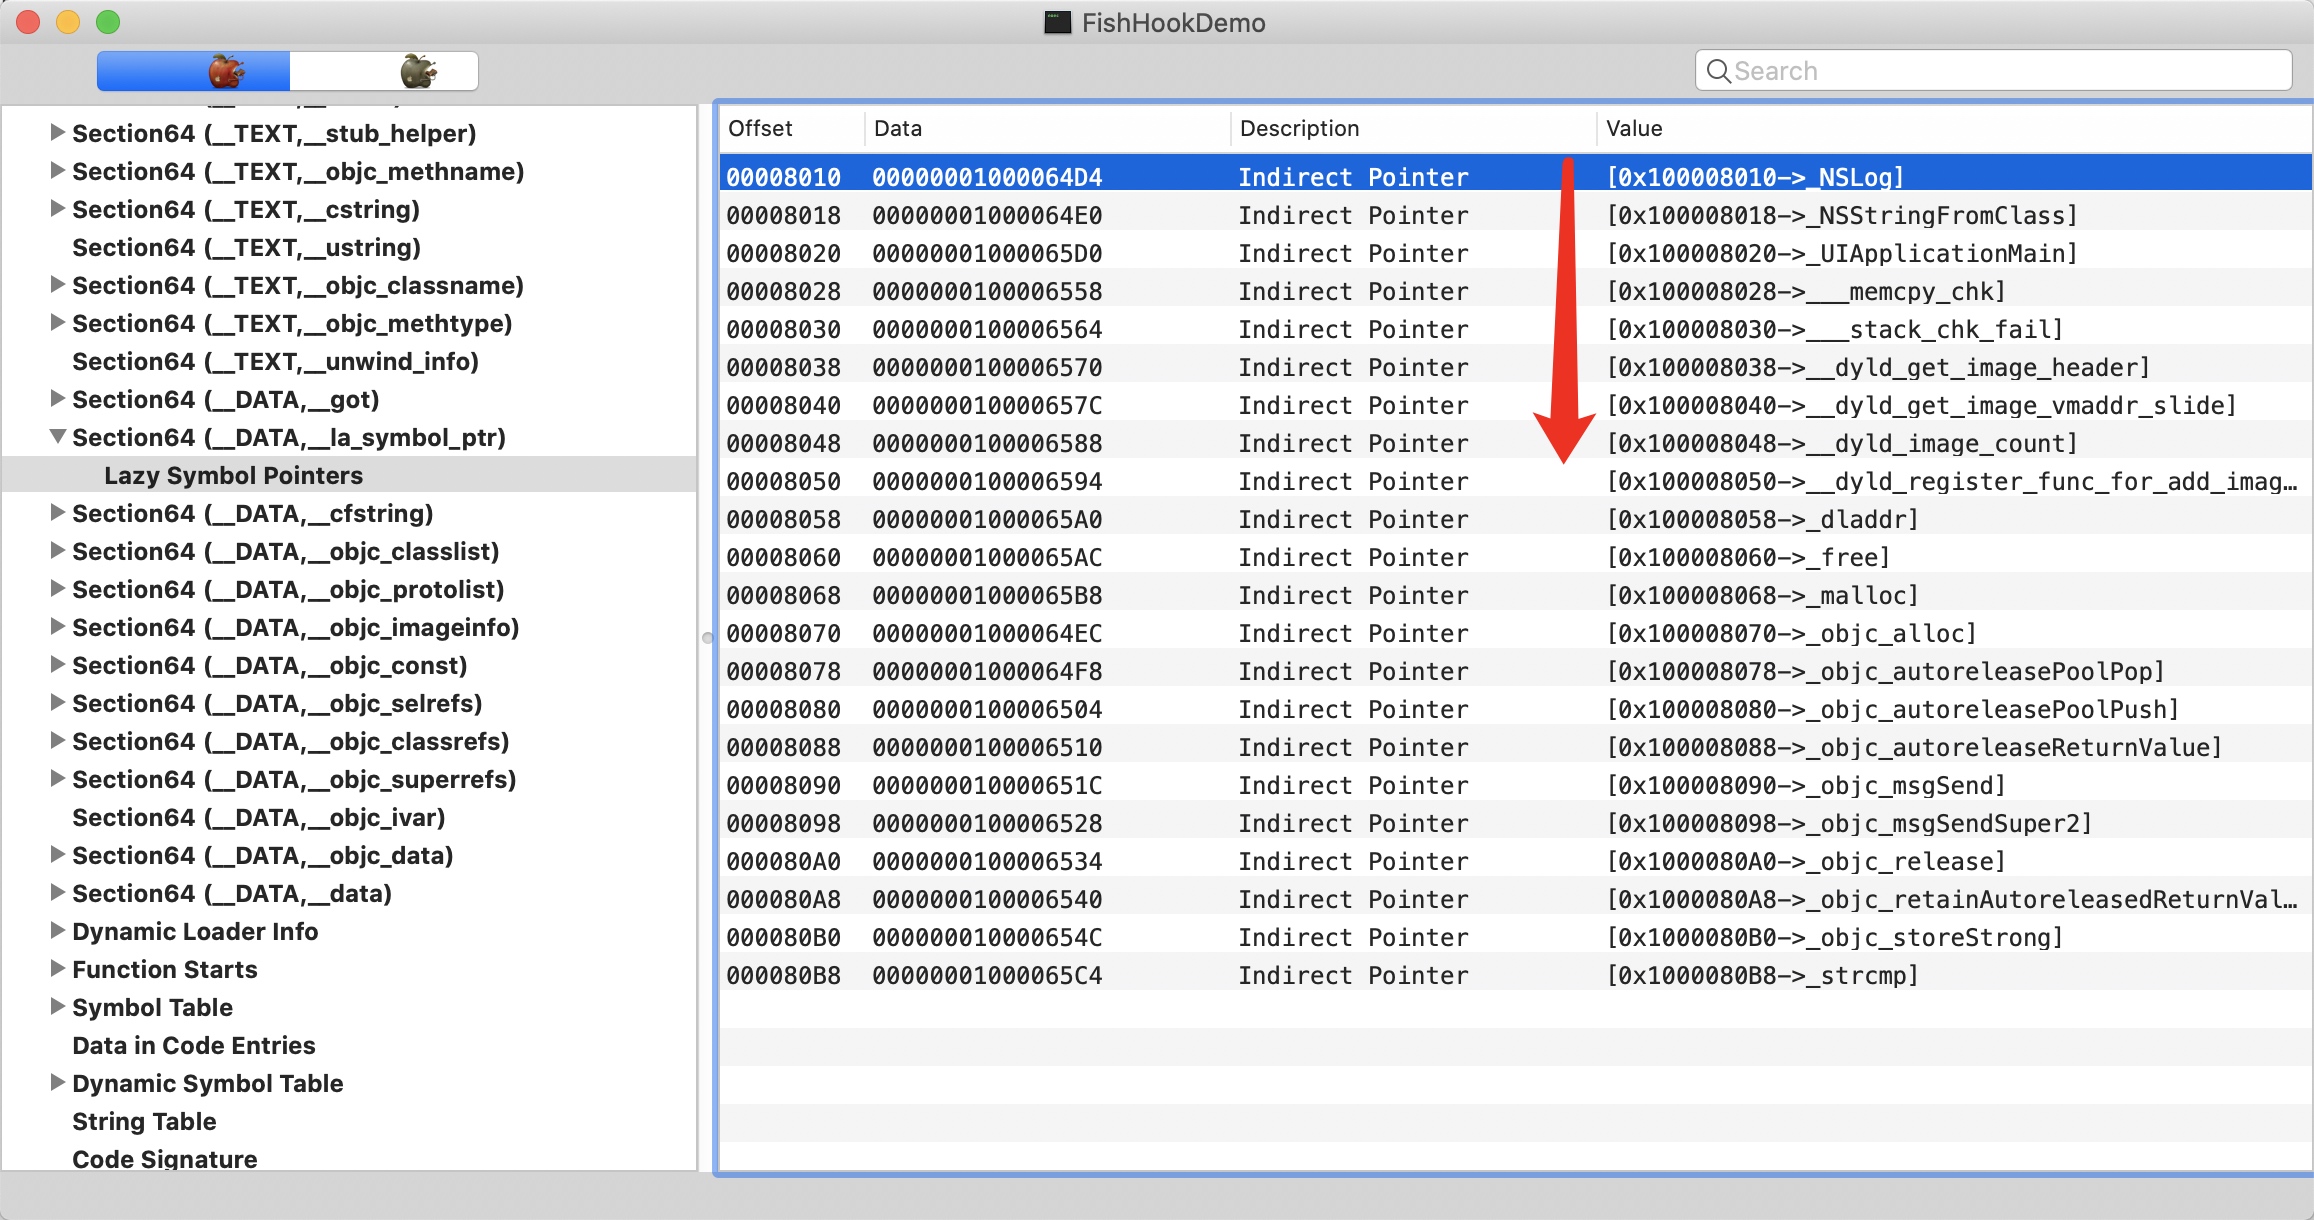 FishHookDemo
Search
Section64 (__TEXT,__stub_helper)
Section64 (__TEXT,__objc_methname)
Section64 (__TEXT,__cstring)
Section64 (__TEXT,__ustring)
Section64 (__TEXT,__objc_classname)
Section64 (__TEXT,__objc_methtype)
Section64 (__TEXT,__unwind_info)
Section64 (__DATA,__got)
Section64 (__DATA,__la_symbol_ptr)
Lazy Symbol Pointers
Section64 (__DATA,__cfstring)
Section64 (__DATA,__objc_classlist)
Section64 (__DATA,__objc_protolist)
Section64 (__DATA,__objc_imageinfo)
Section64 (__DATA,__objc_const)
Section64 (__DATA,__objc_selrefs)
Section64 (__DATA,__objc_classrefs)
Section64 (__DATA,__objc_superrefs)
Section64 (__DATA,__objc_ivar)
Section64 (__DATA,__objc_data)
Section64 (__DATA,__data)
Dynamic Loader Info
Function Starts
Symbol Table
Data in Code Entries
Dynamic Symbol Table
String Table
Code Signature
Offset Data Description Value
00008010 00000001000064D4 Indirect Pointer [0x100008010->_NSLog]
00008018 00000001000064E0 Indirect Pointer [0x100008018->_NSStringFromClass]
00008020 00000001000065D0 Indirect Pointer [0x100008020->_UIApplicationMain]
00008028 0000000100006558 Indirect Pointer [0x100008028->___memcpy_chk]
00008030 0000000100006564 Indirect Pointer [0x100008030->___stack_chk_fail]
00008038 0000000100006570 Indirect Pointer [0x100008038->__dyld_get_image_header]
00008040 000000010000657C Indirect Pointer [0x100008040->__dyld_get_image_vmaddr_slide]
00008048 0000000100006588 Indirect Pointer [0x100008048->__dyld_image_count]
00008050 0000000100006594 Indirect Pointer [0x100008050->__dyld_register_func_for_add_imag…
00008058 00000001000065A0 Indirect Pointer [0x100008058->_dladdr]
00008060 00000001000065AC Indirect Pointer [0x100008060->_free]
00008068 00000001000065B8 Indirect Pointer [0x100008068->_malloc]
00008070 00000001000064EC Indirect Pointer [0x100008070->_objc_alloc]
00008078 00000001000064F8 Indirect Pointer [0x100008078->_objc_autoreleasePoolPop]
00008080 0000000100006504 Indirect Pointer [0x100008080->_objc_autoreleasePoolPush]
00008088 0000000100006510 Indirect Pointer [0x100008088->_objc_autoreleaseReturnValue]
00008090 000000010000651C Indirect Pointer [0x100008090->_objc_msgSend]
00008098 0000000100006528 Indirect Pointer [0x100008098->_objc_msgSendSuper2]
000080A0 0000000100006534 Indirect Pointer [0x1000080A0->_objc_release]
000080A8 0000000100006540 Indirect Pointer [0x1000080A8->_objc_retainAutoreleasedReturnVal…
000080B0 000000010000654C Indirect Pointer [0x1000080B0->_objc_storeStrong]
000080B8 00000001000065C4 Indirect Pointer [0x1000080B8->_strcmp]